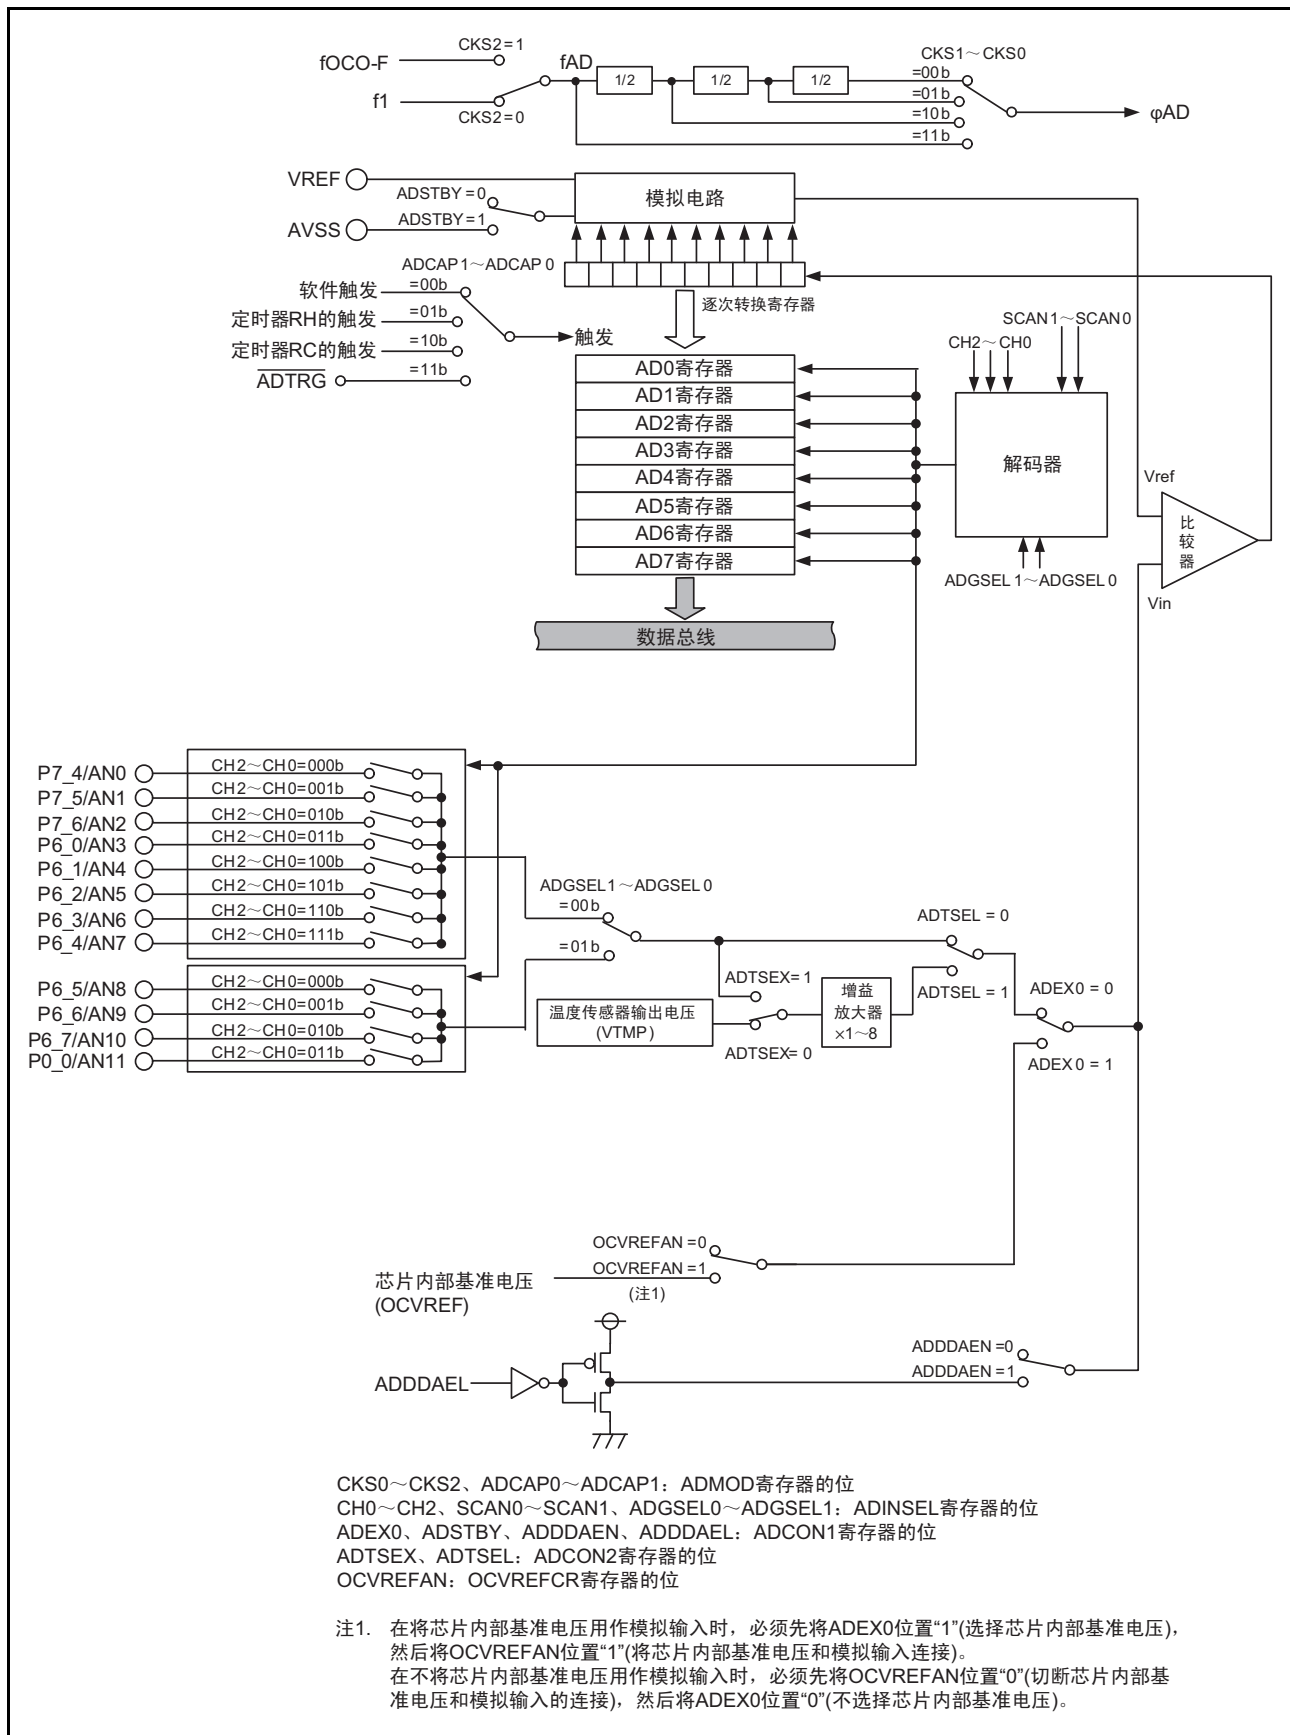 CKS2=1
fOCO-F
fAD
CKS1～CKS0
1/2
1/2
1/2
=00b
=01b
=10b
=11b
f1
CKS2=0
φAD
VREF
ADSTBY=0
模拟电路
AVSS
ADSTBY=1
ADCAP1～ADCAP0
软件触发
=00b
定时器RH的触发
=01b
定时器RC的触发
=10b
ADTRG
=11b
触发
逐次转换寄存器
SCAN1～SCAN0
CH2～CH0
AD0寄存器
AD1寄存器
AD2寄存器
AD3寄存器
AD4寄存器
AD5寄存器
AD6寄存器
AD7寄存器
解码器
Vref
比较器
ADGSEL1～ADGSEL0
Vin
数据总线
P7_4/AN0
CH2～CH0=000b
P7_5/AN1
CH2～CH0=001b
P7_6/AN2
CH2～CH0=010b
P6_0/AN3
CH2～CH0=011b
P6_1/AN4
CH2～CH0=100b
P6_2/AN5
CH2～CH0=101b
P6_3/AN6
CH2～CH0=110b
P6_4/AN7
CH2～CH0=111b
P6_5/AN8
CH2～CH0=000b
P6_6/AN9
CH2～CH0=001b
P6_7/AN10
CH2～CH0=010b
P0_0/AN11
CH2～CH0=011b
ADGSEL1～ADGSEL0
=00b
=01b
ADTSEL = 0
ADTSEX=1
ADTSEL = 1
温度传感器输出电压
(VTMP)
ADTSEX=0
增益
放大器
×1~8
ADEX0 = 0
ADEX0 = 1
OCVREFAN=0
OCVREFAN=1
(注1)
芯片内部基准电压
(OCVREF)
ADDDAEL
ADDDAEN=0
ADDDAEN=1
CKS0～CKS2、ADCAP0～ADCAP1：ADMOD寄存器的位
CH0～CH2、SCAN0～SCAN1、ADGSEL0～ADGSEL1：ADINSEL寄存器的位
ADEX0、ADSTBY、ADDDAEN、ADDDAEL：ADCON1寄存器的位
ADTSEX、ADTSEL：ADCON2寄存器的位
OCVREFAN：OCVREFCR寄存器的位
注1. 在将芯片内部基准电压用作模拟输入时，必须先将ADEX0位置“1”(选择芯片内部基准电压)，
然后将OCVREFAN位置“1”(将芯片内部基准电压和模拟输入连接)。
在不将芯片内部基准电压用作模拟输入时，必须先将OCVREFAN位置“0”(切断芯片内部基
准电压和模拟输入的连接)，然后将ADEX0位置“0”(不选择芯片内部基准电压)。